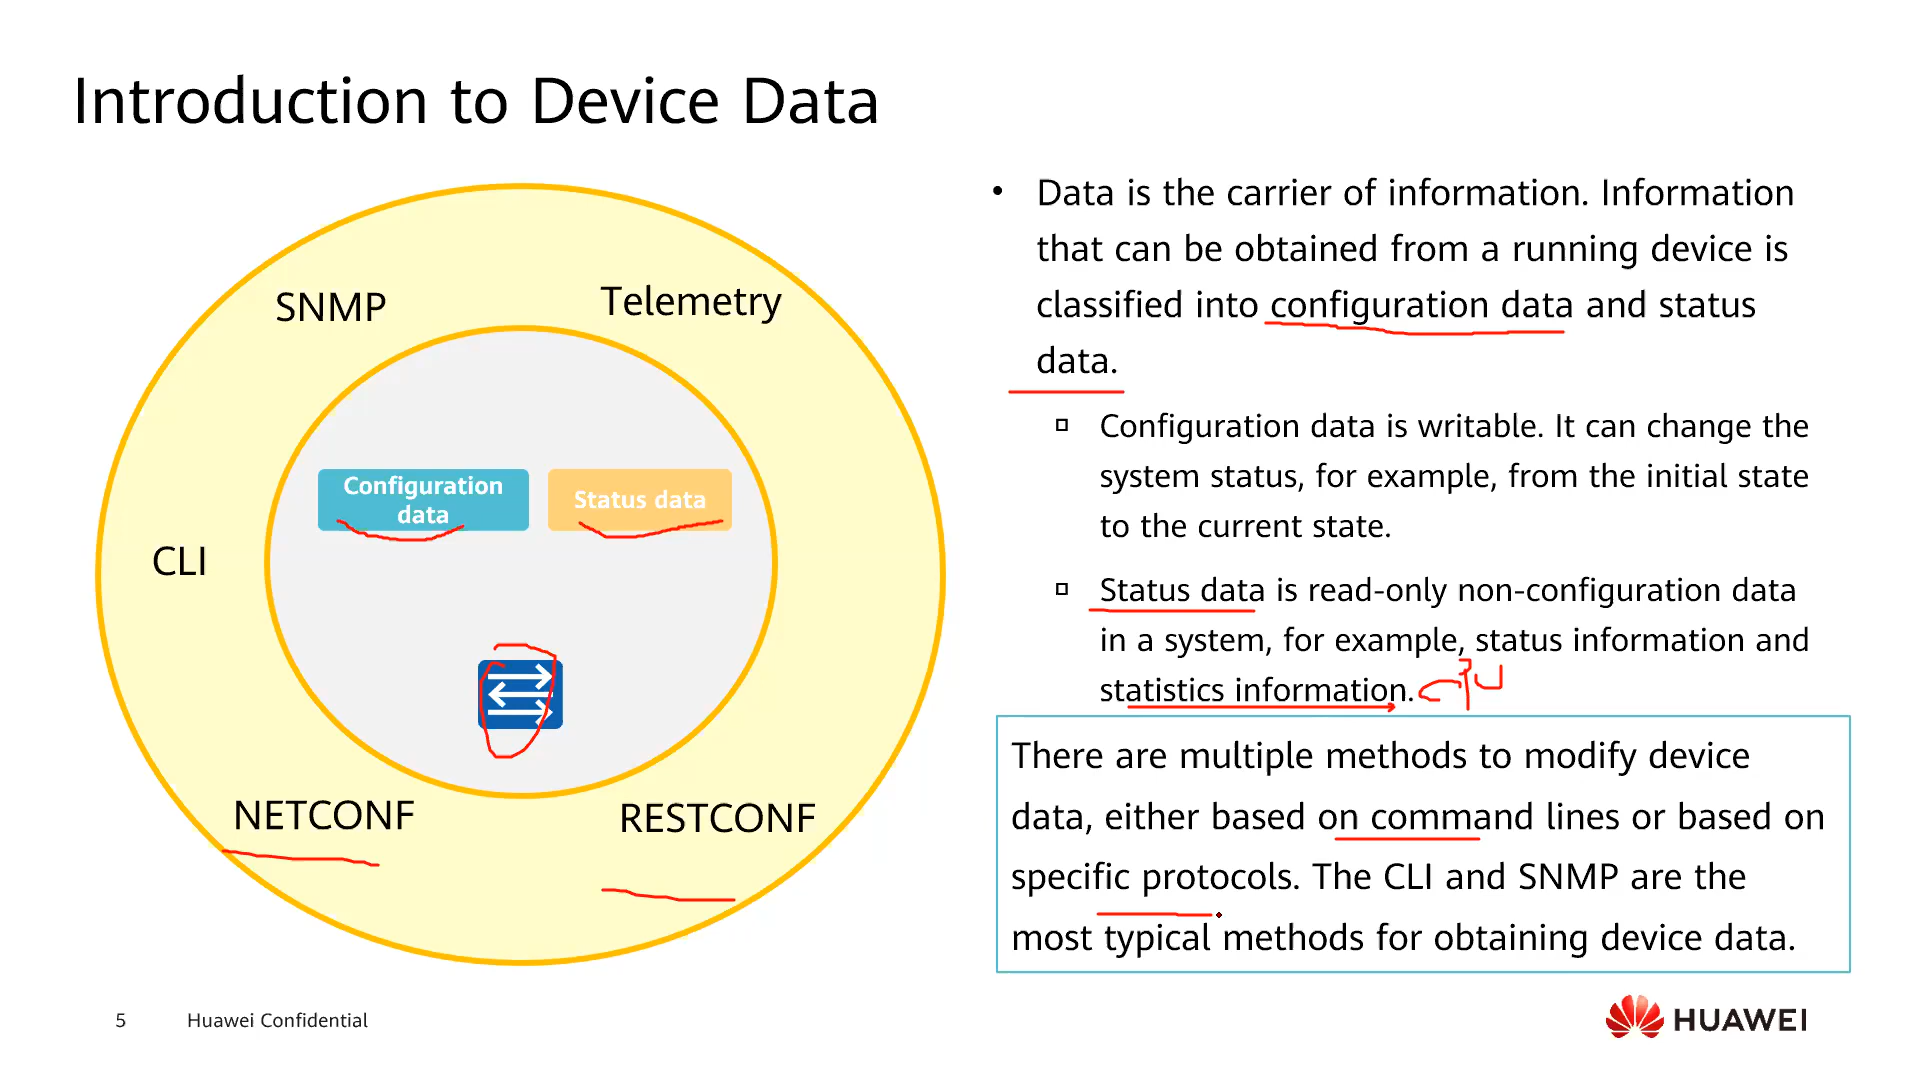 Introduction to Device Data
SNMP
Telemetry
Configuration
data
Status data
CLI
NETCONF
RESTCONF
• Data is the carrier of information. Information
that can be obtained from a running device is
classified into configuration data and status
data.
▫ Configuration data is writable. It can change the
system status, for example, from the initial state
to the current state.
▫ Status data is read-only non-configuration data
in a system, for example, status information and
statistics information.
cpu
There are multiple methods to modify device
data, either based on command lines or based on
specific protocols. The CLI and SNMP are the
most typical methods for obtaining device data.
5
Huawei Confidential
HUAWEI